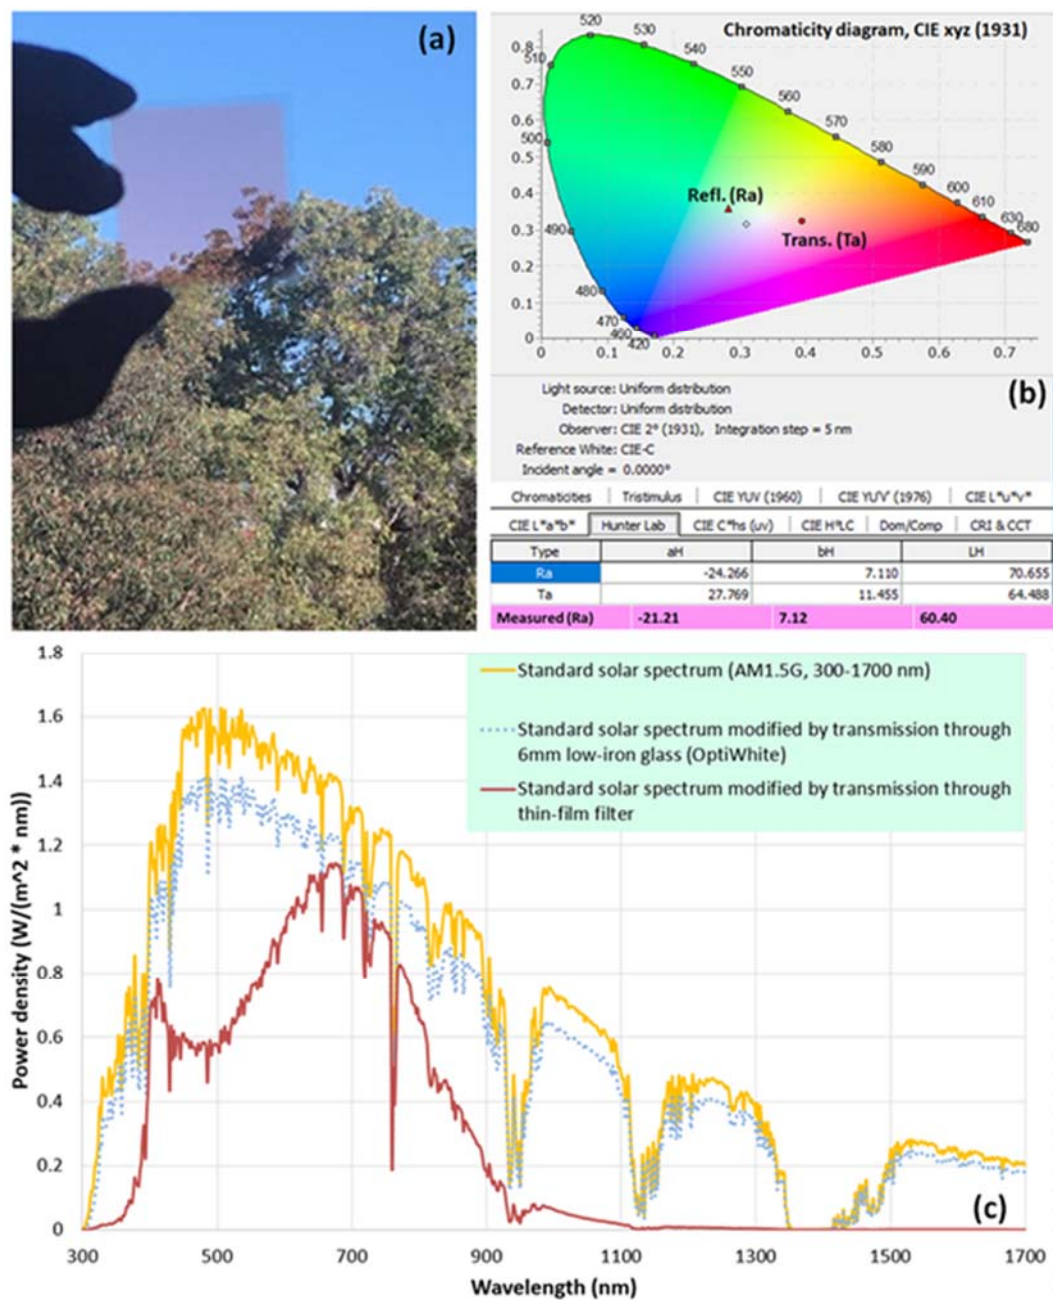 (a)
Chromaticity diagram, CIE xyz (1931)
520
530
540
510
550
560
570
500
580
590
600
610
630
680
490
480
470
460
420
0.8
0.7
0.6
0.5
0.4
0.3
0.2
0.1
0
0 0.1 0.2 0.3 0.4 0.5 0.6 0.7
Refl. (Ra)
Trans. (Ta)
(b)
Light source: Uniform distribution
Detector: Uniform distribution
Observer: CIE 2° (1931), Integration step = 5 nm
Reference White: CIE-C
Incident angle = 0.0000°
Chromaticities Tristimulus CIE YUV (1960) CIE YU'V' (1976) CIE L*u*v*
CIE L*a*b* Hunter Lab CIE C*hs (uv) CIE H°LC Dom/Comp CRI & CCT
Type aH bH LH
Ra -24.266 7.110 70.655
Ta 27.769 11.455 64.488
Measured (Ra) -21.21 7.12 60.40
1.8
1.6
1.4
1.2
1
0.8
0.6
0.4
0.2
0
Power density (W/(m^2 * nm))
Standard solar spectrum (AM1.5G, 300-1700 nm)
Standard solar spectrum modified by transmission through
6mm low-iron glass (OptiWhite)
Standard solar spectrum modified by transmission through
thin-film filter
(c)
300 500 700 900 1100 1300 1500 1700
Wavelength (nm)